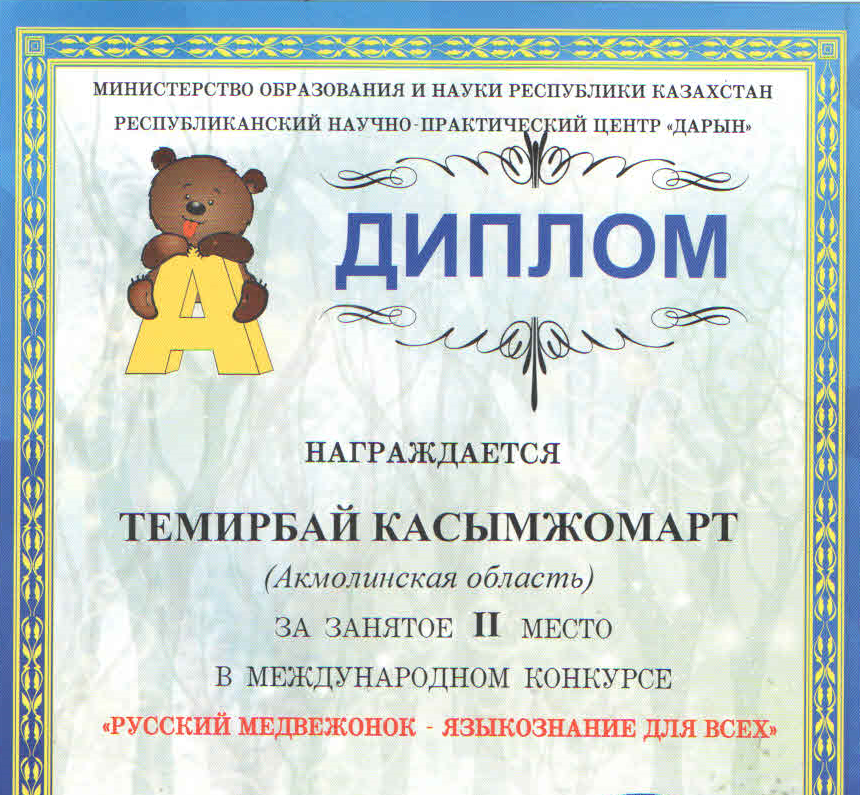 МИНИСТЕРСТВО ОБРАЗОВАНИЯ И НАУКИ РЕСПУБЛИКИ КАЗАХСТАН
РЕСПУБЛИКАНСКИЙ НАУЧНО-ПРАКТИЧЕСКИЙ ЦЕНТР «ДАРЫН»
ДИПЛОМ
А
НАГРАЖДАЕТСЯ
ТЕМИРБАЙ КАСЫМЖОМАРТ
(Акмолинская область)
ЗА ЗАНЯТОЕ II МЕСТО
В МЕЖДУНАРОДНОМ КОНКУРСЕ
«РУССКИЙ МЕДВЕЖОНОК - ЯЗЫКОЗНАНИЕ ДЛЯ ВСЕХ»